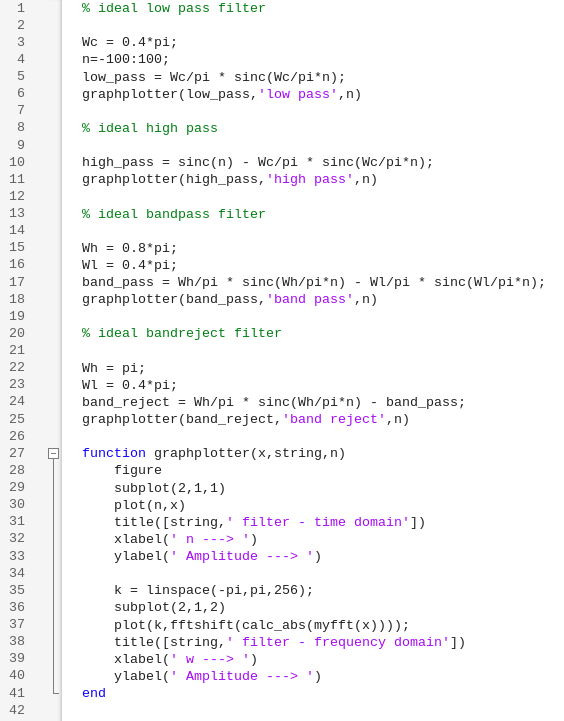 1 % ideal low pass filter
2
3 Wc = 0.4*pi;
4 n=-100:100;
5 low_pass = Wc/pi * sinc(Wc/pi*n);
6 graphplotter(low_pass,'low pass',n)
7
8 % ideal high pass
9
10 high_pass = sinc(n) - Wc/pi * sinc(Wc/pi*n);
11 graphplotter(high_pass,'high pass',n)
12
13 % ideal bandpass filter
14
15 Wh = 0.8*pi;
16 Wl = 0.4*pi;
17 band_pass = Wh/pi * sinc(Wh/pi*n) - Wl/pi * sinc(Wl/pi*n);
18 graphplotter(band_pass,'band pass',n)
19
20 % ideal bandreject filter
21
22 Wh = pi;
23 Wl = 0.4*pi;
24 band_reject = Wh/pi * sinc(Wh/pi*n) - band_pass;
25 graphplotter(band_reject,'band reject',n)
26
27 function graphplotter(x,string,n)
28 figure
29 subplot(2,1,1)
30 plot(n,x)
31 title([string,' filter - time domain'])
32 xlabel(' n ---> ')
33 ylabel(' Amplitude ---> ')
34
35 k = linspace(-pi,pi,256);
36 subplot(2,1,2)
37 plot(k,fftshift(calc_abs(myfft(x))));
38 title([string,' filter - frequency domain'])
39 xlabel(' w ---> ')
40 ylabel(' Amplitude ---> ')
41 end
42